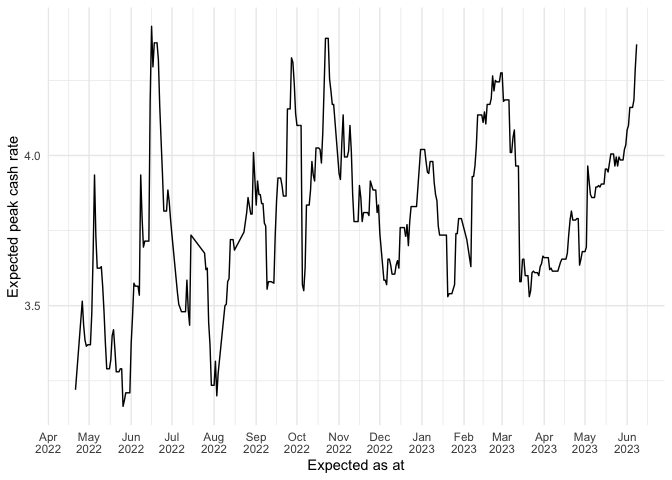 Expected peak cash rate
4.0
3.5
Apr 2022
May 2022
Jun 2022
Jul 2022
Aug 2022
Sep 2022
Oct 2022
Nov 2022
Dec 2022
Jan 2023
Feb 2023
Mar 2023
Apr 2023
May 2023
Jun 2023
Expected as at